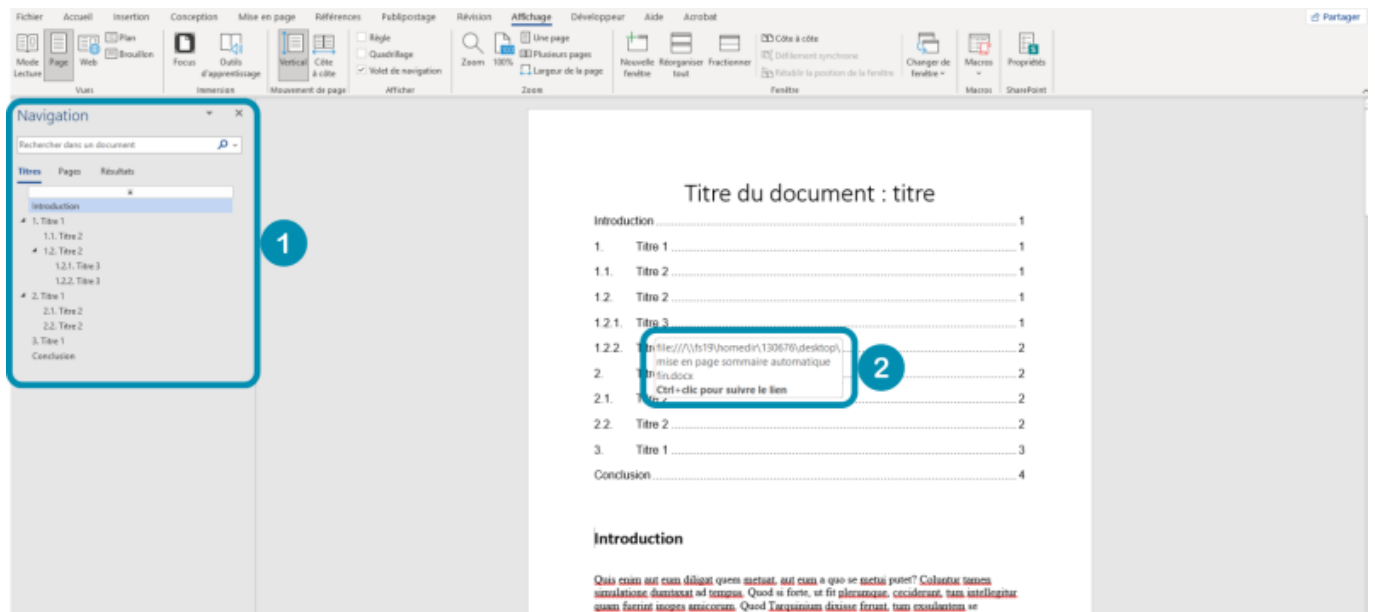 Fichier Accueil Insertion Conception Mise en page Références Publipostage Révision Affichage Développeur Aide Acrobat Partager
Mode Lecture
Page
Web
Plan
Brouillon
Vues
Focus
Outils d'apprentissage
Immersion
Vertical
Côte à côte
Mouvement de page
Règle
Quadrillage
Volet de navigation
Afficher
Zoom
100%
Une page
Plusieurs pages
Largeur de la page
Zoom
Nouvelle fenêtre
Réorganiser tout
Fractionner
Côte à côte
Défilement synchrone
Rétablir la position de la fenêtre
Changer de fenêtre
Fenêtre
Macros
Macros
Propriétés
SharePoint
Navigation
Rechercher dans un document
Titres Pages Résultats
Introduction
1. Titre 1
1.1. Titre 2
1.2. Titre 2
1.2.1. Titre 3
1.2.2. Titre 3
2. Titre 1
2.1. Titre 2
2.2. Titre 2
3. Titre 1
Conclusion
1
Titre du document : titre
Introduction 1
1. Titre 1 1
1.1. Titre 2 1
1.2. Titre 2 1
1.2.1. Titre 3 1
1.2.2. 2
2. 2
2.1. Titre 2 2
2.2. Titre 2 2
3. Titre 1 3
Conclusion 4
file:///\\fs19\homedir\130676\desktop\
mise en page sommaire automatique
fin.docx
Ctrl+clic pour suivre le lien
2
Introduction
Quis enim aut eum diligat quem metuat, aut eum a quo se metui putet? Coluntur tamen
simulatione dumtaxat ad tempus. Quod si forte, ut fit plerumque, ceciderunt, tum intellegitur
quam fuerint inopes amicorum. Quod Tarquinium dixisse ferunt, tum exsulantem se